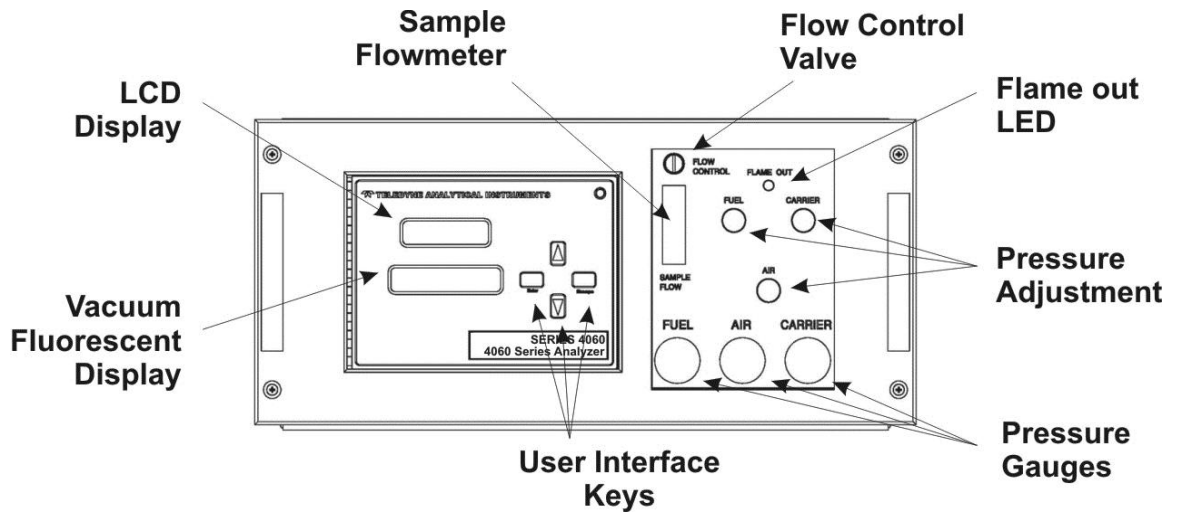 Sample
Flowmeter
Flow Control
Valve
LCD
Display
Flame out
LED
FLOW
CONTROL
FLAME OUT
TELEDYNE ANALYTICAL INSTRUMENTS
FUEL
CARRIER
SAMPLE
FLOW
AIR
Pressure
Adjustment
Vacuum
Fluorescent
Display
Enter
Escape
SERIES 4060
4060 Series Analyzer
FUEL AIR CARRIER
User Interface
Keys
Pressure
Gauges